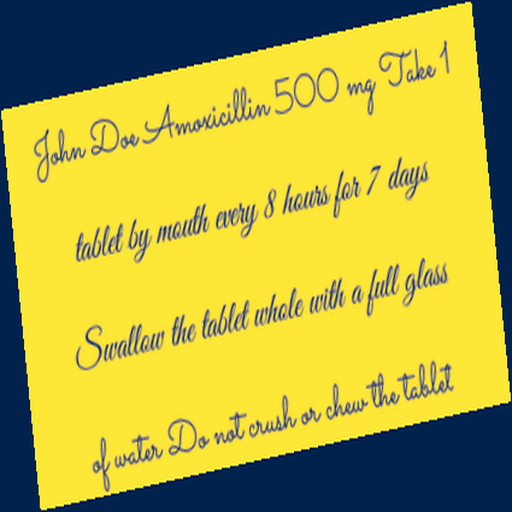 John Doe Amoxicillin 500 mg Take 1
tablet by mouth every 8 hours for 7 days
Swallow the tablet whole with a full glass
of water Do not crush or chew the tablet